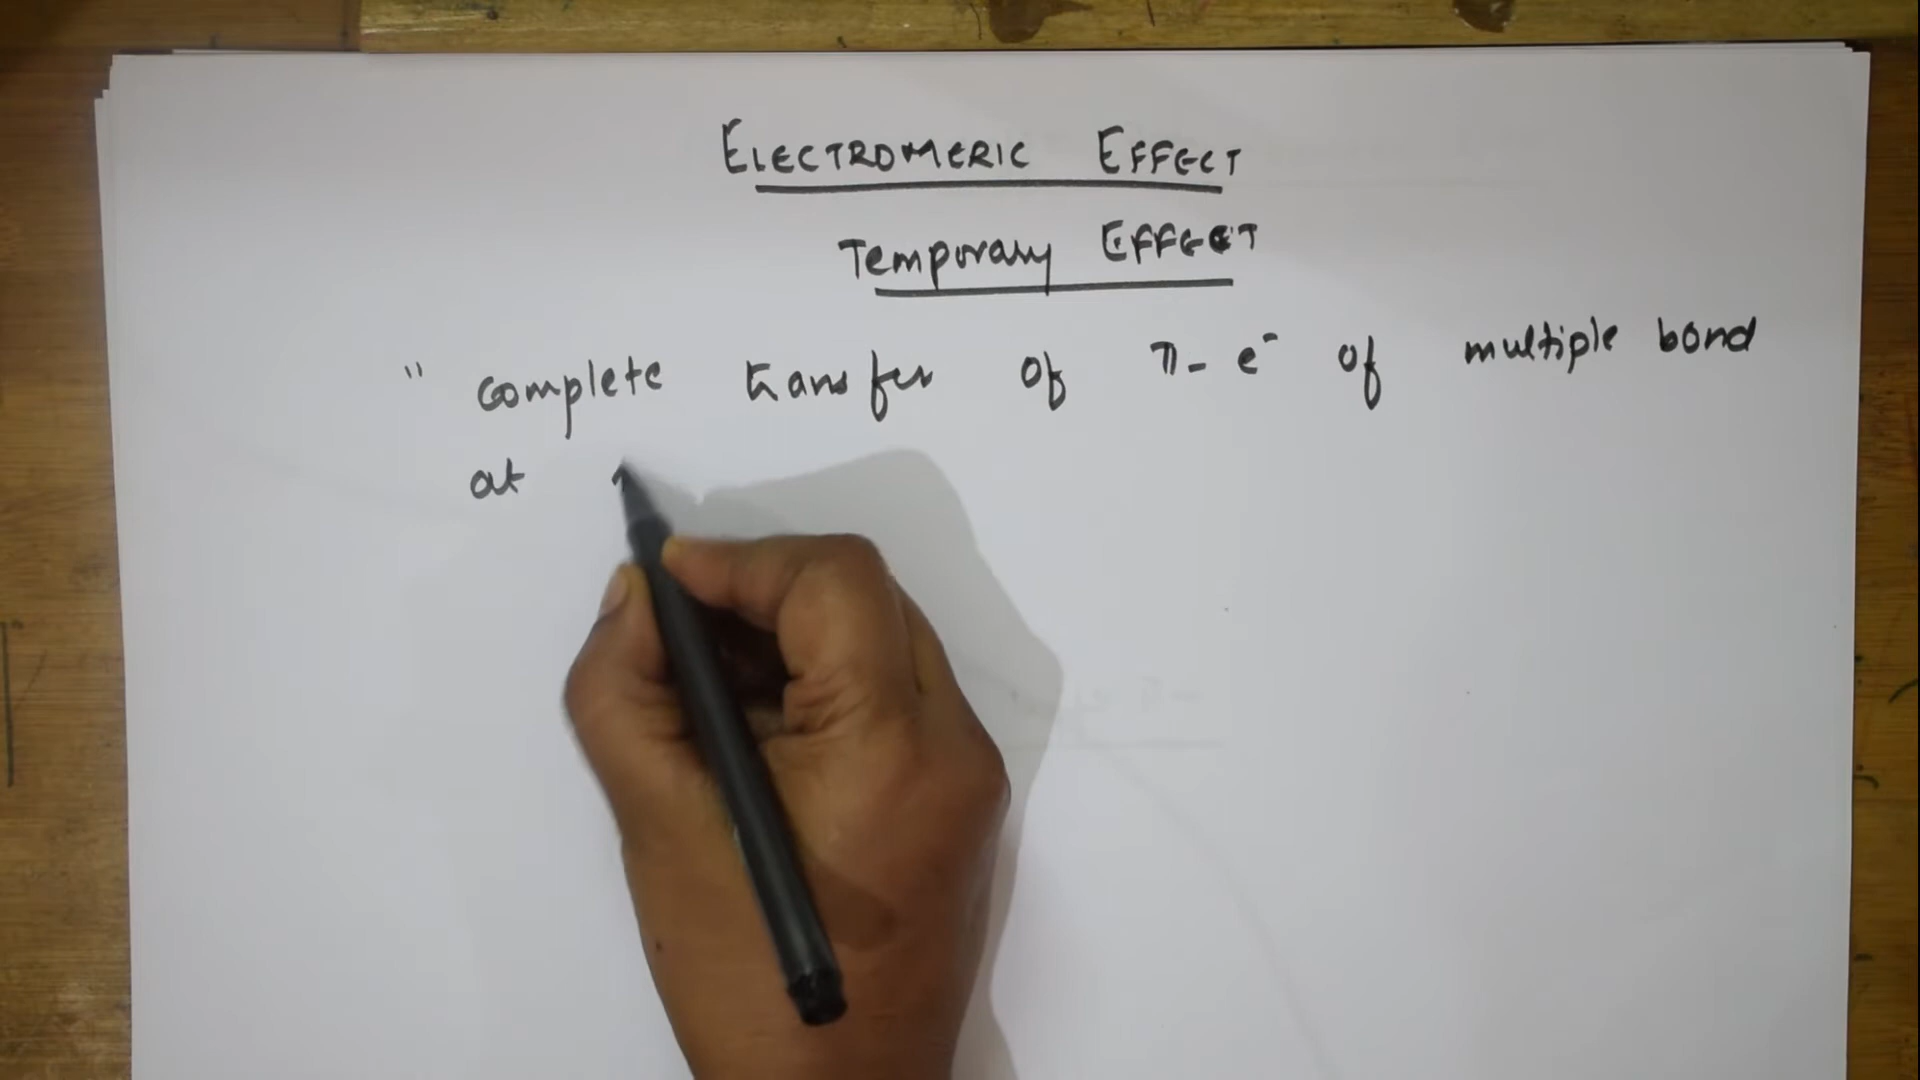 ELECTROMERIC EFFECT
Temporary EFFECT
" complete transfer of π- e⁻ of multiple bond
at